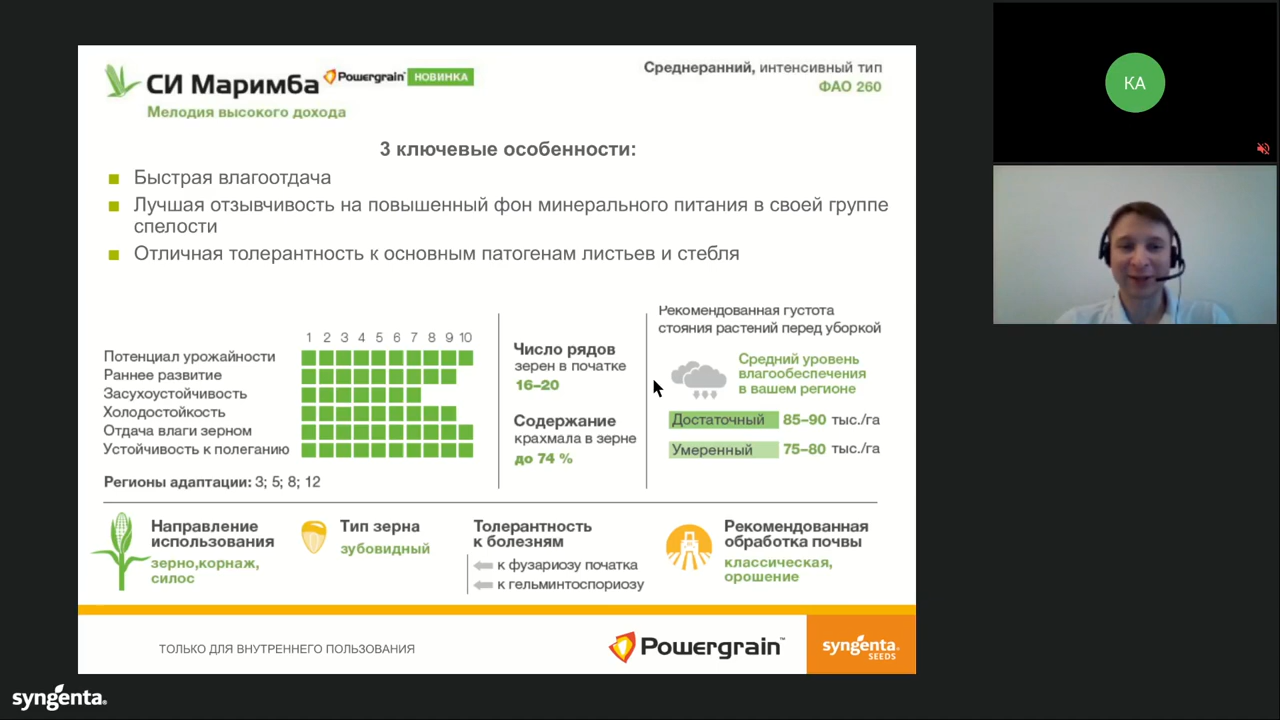 СИ Маримба Powergrain НОВИНКА
Мелодия высокого дохода
Среднеранний, интенсивный тип
ФАО 260
3 ключевые особенности:
Быстрая влагоотдача
Лучшая отзывчивость на повышенный фон минерального питания в своей группе
спелости
Отличная толерантность к основным патогенам листьев и стебля
1 2 3 4 5 6 7 8 9 10
Потенциал урожайности
Раннее развитие
Засухоустойчивость
Холодостойкость
Отдача влаги зерном
Устойчивость к полеганию
Регионы адаптации: 3; 5; 8; 12
Число рядов
зерен в початке
16–20
Содержание
крахмала в зерне
до 74 %
Рекомендованная густота
стояния растений перед уборкой
Средний уровень
влагообеспечения
в вашем регионе
Достаточный 85–90 тыс./га
Умеренный 75–80 тыс./га
Направление
использования
зерно,корнаж,
силос
Тип зерна
зубовидный
Толерантность
к болезням
к фузариозу початка
к гельминтоспориозу
Рекомендованная
обработка почвы
классическая,
орошение
ТОЛЬКО ДЛЯ ВНУТРЕННЕГО ПОЛЬЗОВАНИЯ
Powergrain™
syngenta
SEEDS
КА
syngenta